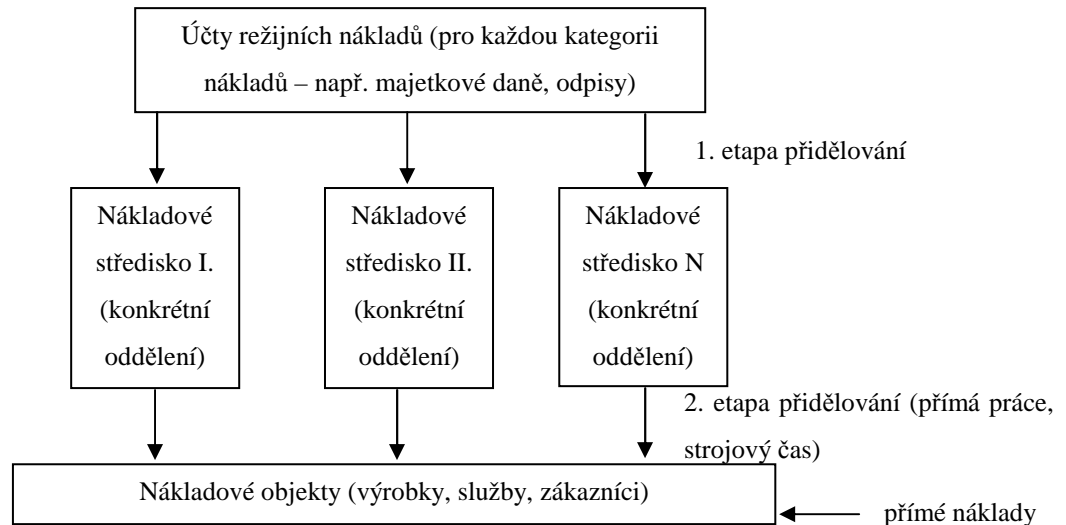 Účty režijních nákladů (pro každou kategorii
nákladů – např. majetkové daně, odpisy)
1. etapa přidělování
Nákladové
středisko I.
(konkrétní
oddělení)
Nákladové
středisko II.
(konkrétní
oddělení)
Nákladové
středisko N
(konkrétní
oddělení)
2. etapa přidělování (přímá práce,
strojový čas)
Nákladové objekty (výrobky, služby, zákazníci)
přímé náklady